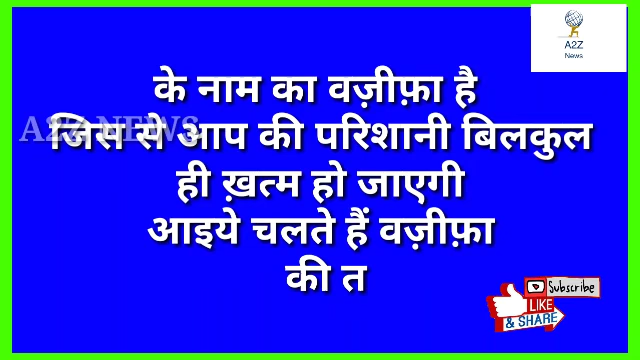 A2Z
News
के नाम का वज़ीफ़ा है
A2Z NEWS
जिस से आप की परिशानी बिलकुल
ही ख़त्म हो जाएगी
आइये चलते हैं वज़ीफ़ा
की त
Subscribe
LIKE
& SHARE